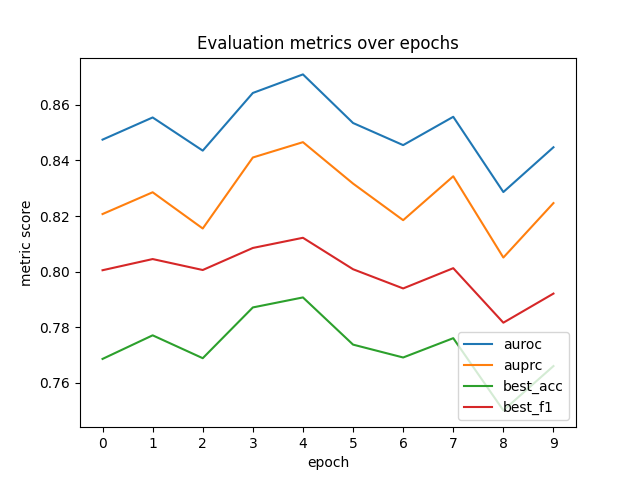 Evaluation metrics over epochs
metric score
0.86
0.84
0.82
0.80
0.78
0.76
auroc
auprc
best_acc
best_f1
0 1 2 3 4 5 6 7 8 9
epoch